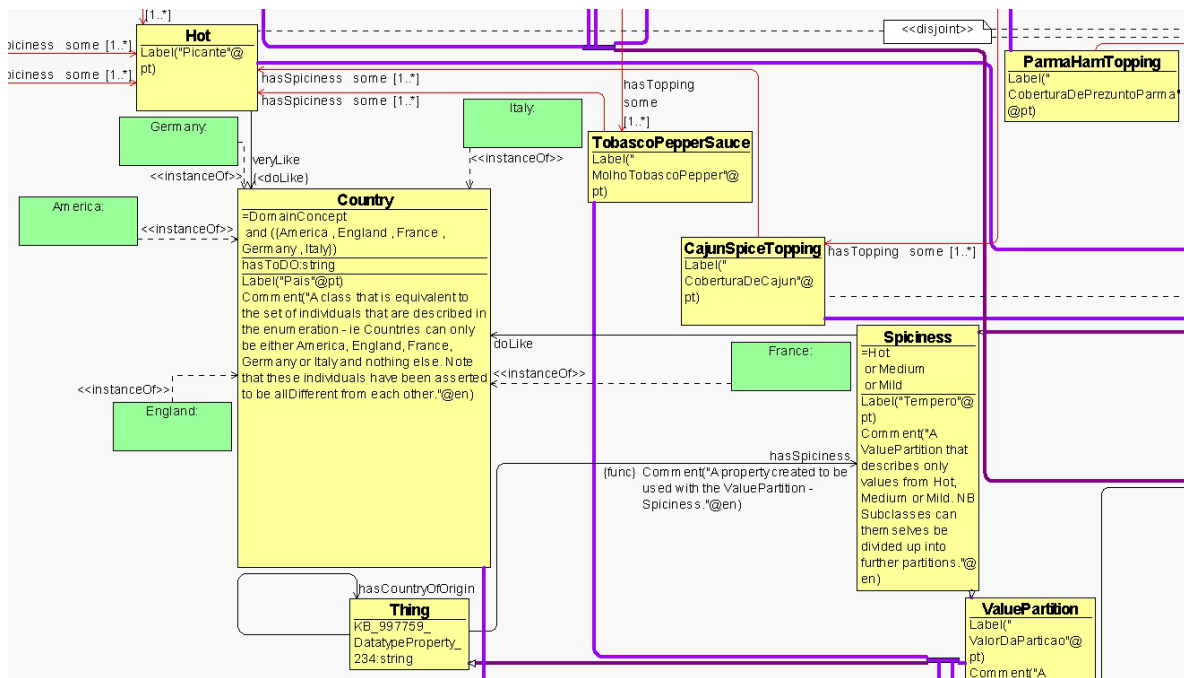 [1..*]
Hot
Label("Picante"@
pt)
piciness some [1..*]
piciness some [1..*]
hasSpiciness some [1..*]
hasSpiciness some [1..*]
<<disjoint>>
ParmaHamTopping
Label("
CoberturaDePrezuntoParma"
@pt)
hasTopping
some
[1..*]
TobascoPepperSauce
Label("
MolhoTobascoPepper"@
pt)
Germany:
<<instanceOf>>
Italy:
<<instanceOf>>
veryLike
{<doLike}
America:
<<instanceOf>>
Country
=DomainConcept
and ({America , England , France ,
Germany , Italy})
hasToDO:string
Label("Pais"@pt)
Comment("A class that is equivalent to
the set of individuals that are described in
the enumeration - ie Countries can only
be either America, England, France,
Germany or Italy and nothing else. Note
that these individuals have been asserted
to be allDifferent from each other."@en)
CajunSpiceTopping
Label("
CoberturaDeCajun"@
pt)
hasTopping some [1..*]
doLike
France:
<<instanceOf>>
<<instanceOf>>
England:
Spiciness
=Hot
or Medium
or Mild
Label("Tempero"@
pt)
Comment("A
ValuePartition that
describes only
values from Hot,
Medium or Mild. NB
Subclasses can
themselves be
divided up into
further partitions."@
en)
hasSpiciness
{func} Comment("A property created to be
used with the ValuePartition -
Spiciness."@en)
hasCountryOfOrigin
Thing
KB_997759_
DatatypeProperty_
234:string
ValuePartition
Label("
ValorDaParticao"@
pt)
Comment("A